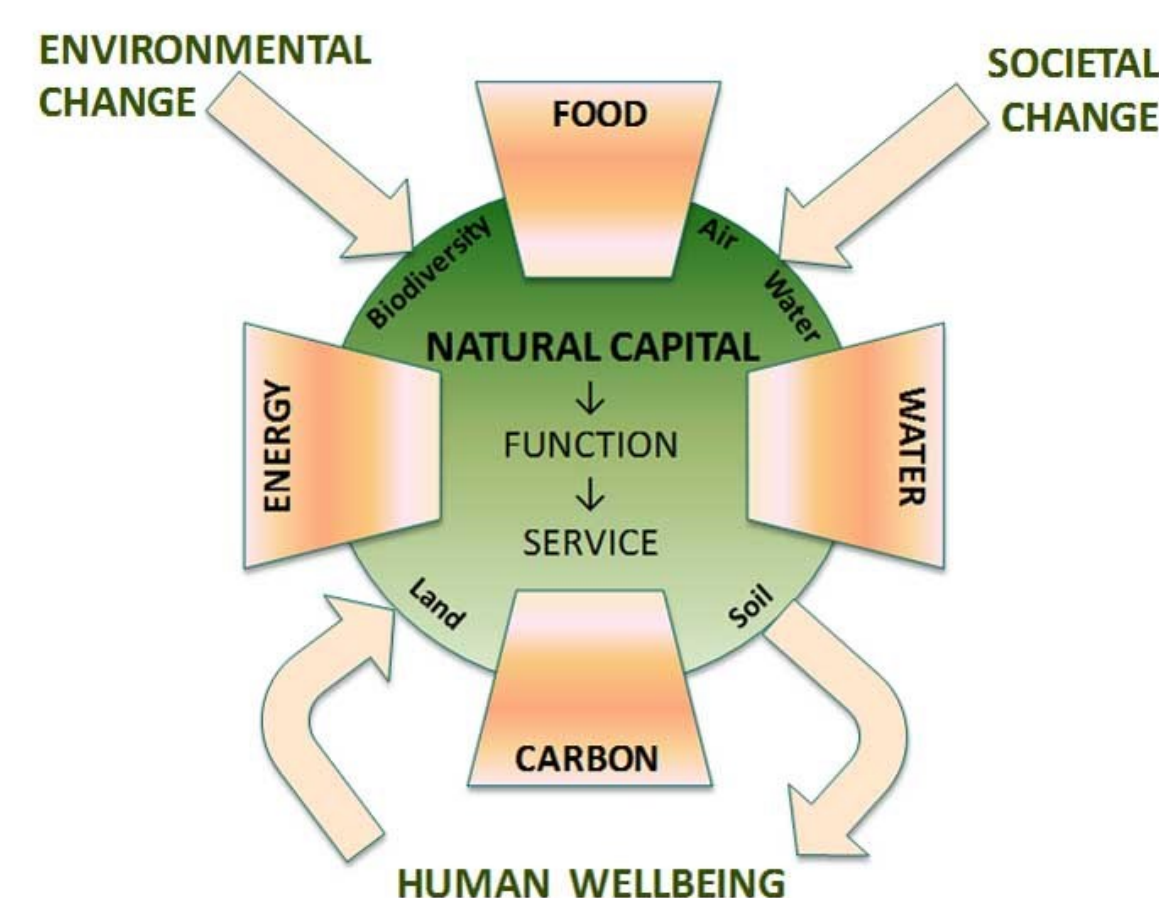 ENVIRONMENTAL
CHANGE
SOCIETAL
CHANGE
FOOD
Biodiversity
Air
Water
NATURAL CAPITAL
↓
FUNCTION
↓
SERVICE
ENERGY
WATER
Land
Soil
CARBON
HUMAN WELLBEING